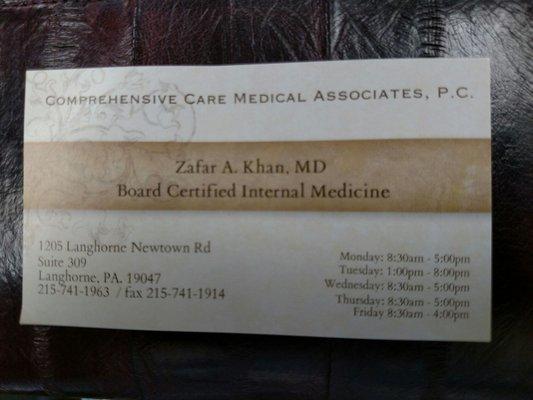 COMPREHENSIVE CARE MEDICAL ASSOCIATES, P.C.
Zafar A. Khan, MD
Board Certified Internal Medicine
1205 Langhorne Newtown Rd
Suite 309
Langhorne, PA. 19047
215-741-1963 / fax 215-741-1914
Monday: 8:30am - 5:00pm
Tuesday: 1:00pm - 8:00pm
Wednesday: 8:30am - 5:00pm
Thursday: 8:30am - 5:00pm
Friday 8:30am - 4:00pm